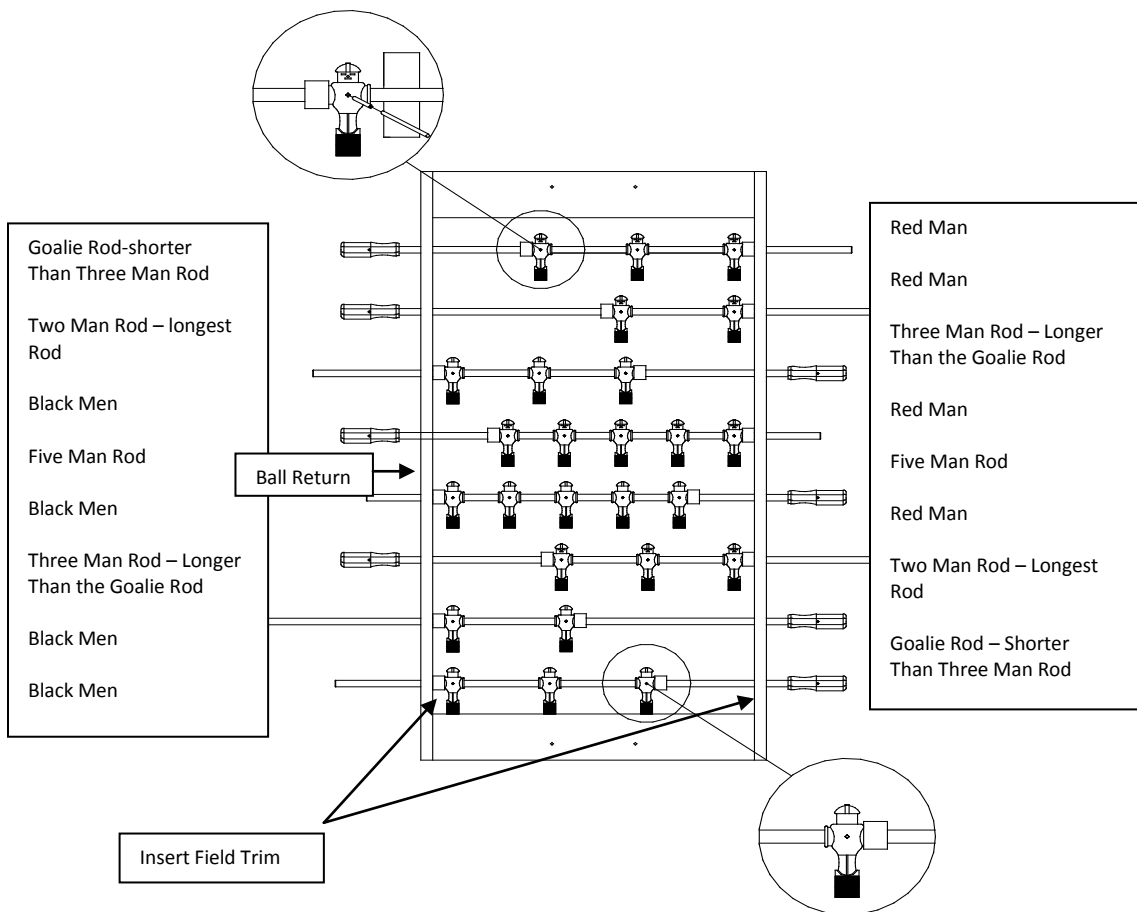 Goalie Rod-shorter
Than Three Man Rod
Two Man Rod – longest
Rod
Black Men
Five Man Rod
Black Men
Three Man Rod – Longer
Than the Goalie Rod
Black Men
Black Men
Ball Return
Red Man
Red Man
Three Man Rod – Longer
Than the Goalie Rod
Red Man
Five Man Rod
Red Man
Two Man Rod – Longest
Rod
Goalie Rod – Shorter
Than Three Man Rod
Insert Field Trim